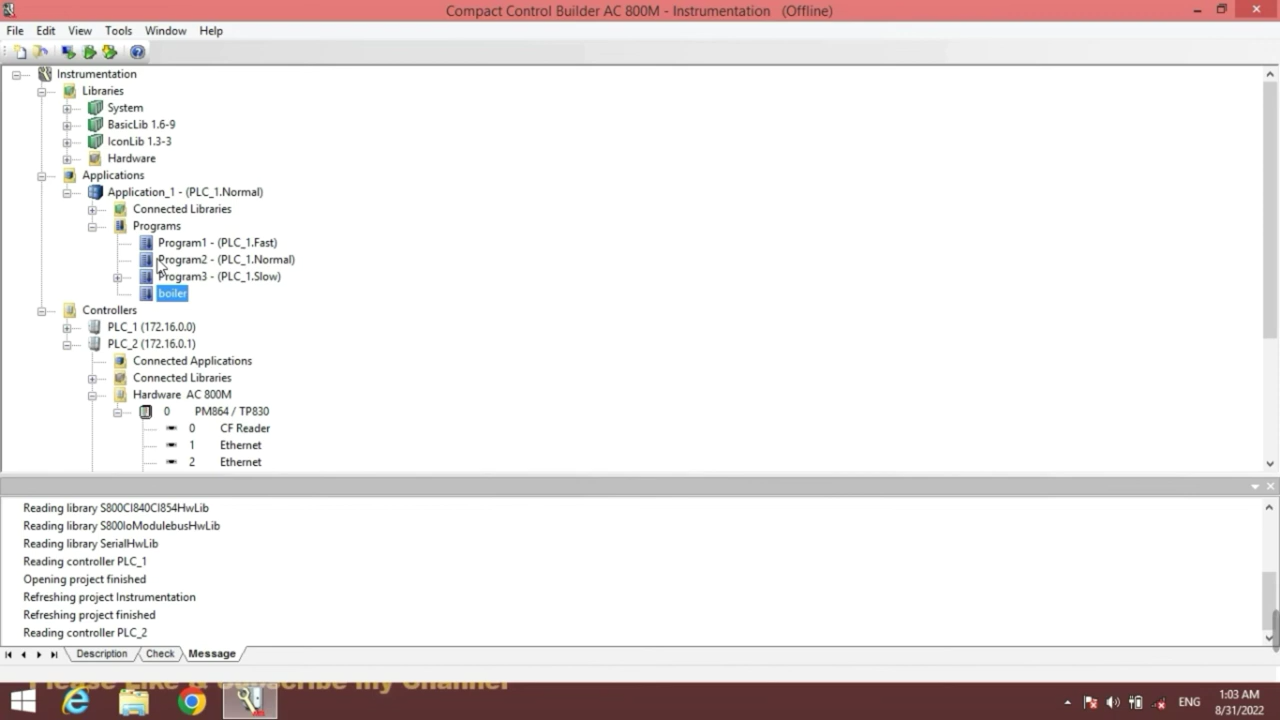 Compact Control Builder AC 800M - Instrumentation (Offline)
File Edit View Tools Window Help
Instrumentation
Libraries
System
BasicLib 1.6-9
IconLib 1.3-3
Hardware
Applications
Application_1 - (PLC_1.Normal)
Connected Libraries
Programs
Program1 - (PLC_1.Fast)
Program2 - (PLC_1.Normal)
Program3 - (PLC_1.Slow)
boiler
Controllers
PLC_1 (172.16.0.0)
PLC_2 (172.16.0.1)
Connected Applications
Connected Libraries
Hardware AC 800M
0 PM864 / TP830
0 CF Reader
1 Ethernet
2 Ethernet
Reading library S800CI840CI854HwLib
Reading library S800IoModulebusHwLib
Reading library SerialHwLib
Reading controller PLC_1
Opening project finished
Refreshing project Instrumentation
Refreshing project finished
Reading controller PLC_2
Description Check Message
Please Like & Subscribe my Channel
ENG
1:03 AM
8/31/2022